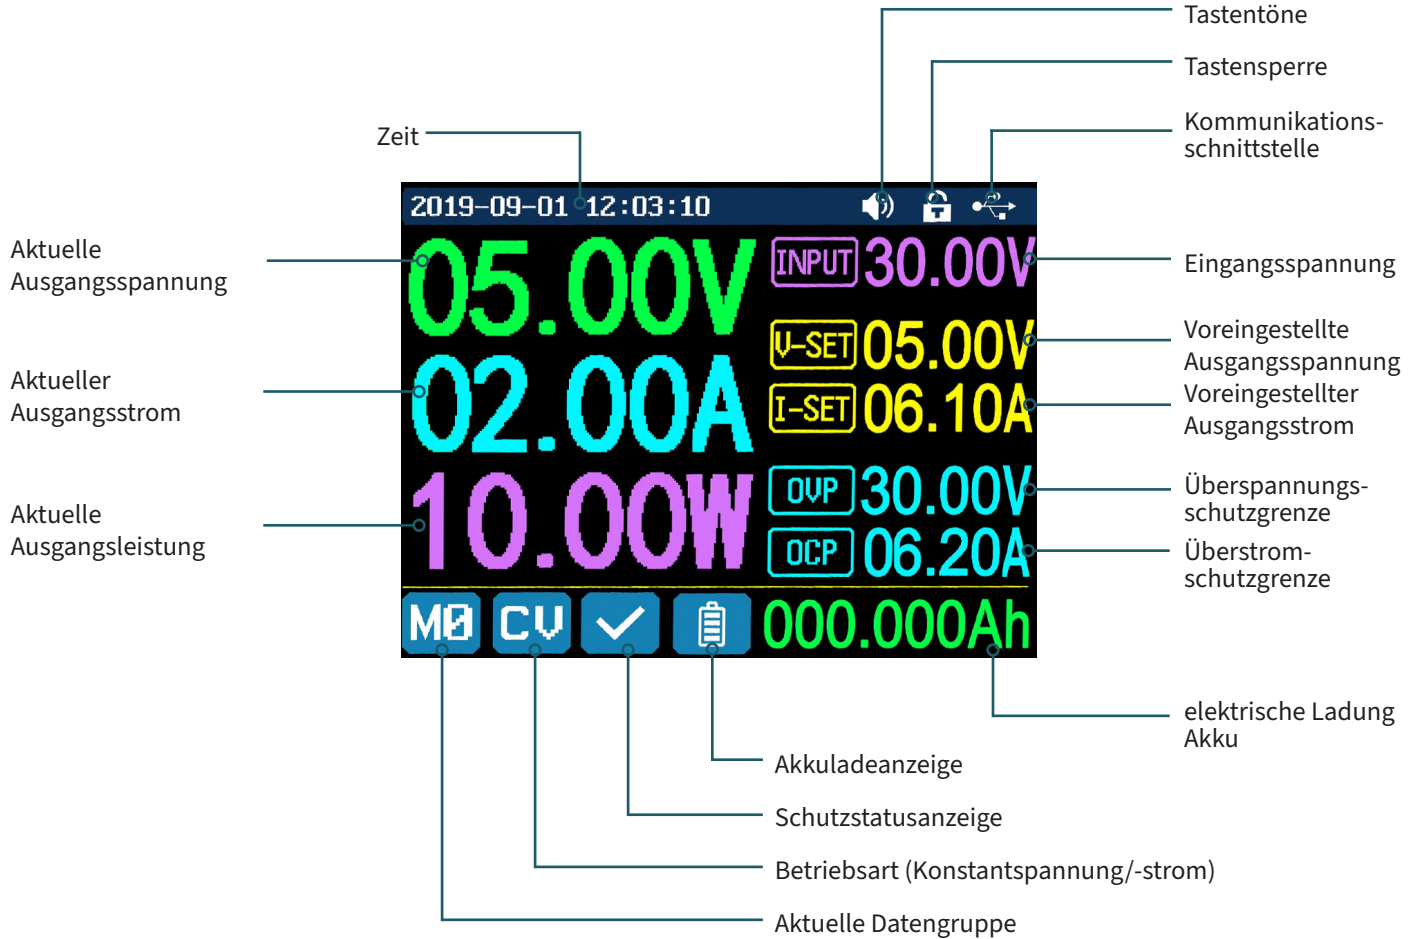 Tastentöne
Tastensperre
Kommunikations-
schnittstelle
Zeit
2019-09-01 12:03:10
Aktuelle
Ausgangsspannung
05.00V
INPUT 30.00V
Eingangsspannung
V-SET 05.00V
Voreingestellte
Ausgangsspannung
Aktueller
Ausgangsstrom
02.00A
I-SET 06.10A
Voreingestellter
Ausgangsstrom
Aktuelle
Ausgangsleistung
10.00W
OVP 30.00V
Überspannungs-
schutzgrenze
OCP 06.20A
Überstrom-
schutzgrenze
M0 CV 000.000Ah
elektrische Ladung
Akku
Akkuladeanzeige
Schutzstatusanzeige
Betriebsart (Konstantspannung/-strom)
Aktuelle Datengruppe